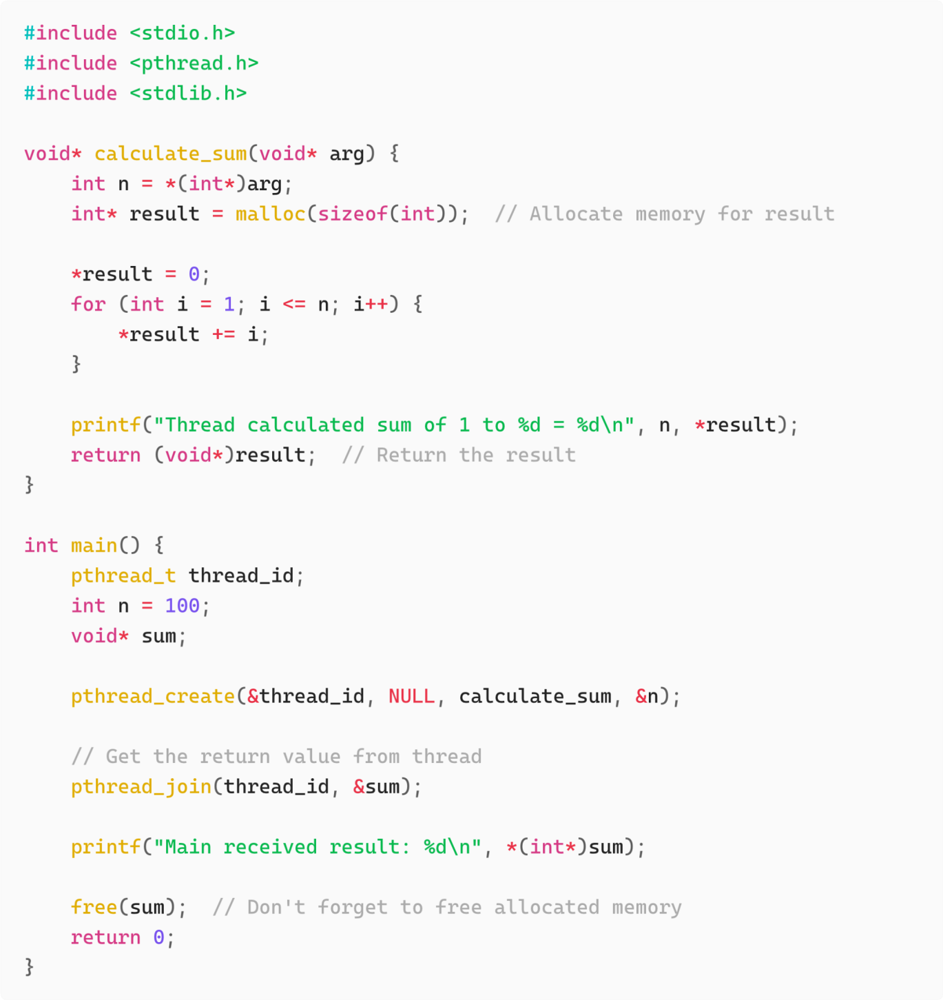 #include <stdio.h>
#include <pthread.h>
#include <stdlib.h>
void* calculate_sum(void* arg) {
    int n = *(int*)arg;
    int* result = malloc(sizeof(int));  // Allocate memory for result
    *result = 0;
    for (int i = 1; i <= n; i++) {
        *result += i;
    }
    printf("Thread calculated sum of 1 to %d = %d\n", n, *result);
    return (void*)result;  // Return the result
}
int main() {
    pthread_t thread_id;
    int n = 100;
    void* sum;
    pthread_create(&thread_id, NULL, calculate_sum, &n);
    // Get the return value from thread
    pthread_join(thread_id, &sum);
    printf("Main received result: %d\n", *(int*)sum);
    free(sum);  // Don't forget to free allocated memory
    return 0;
}